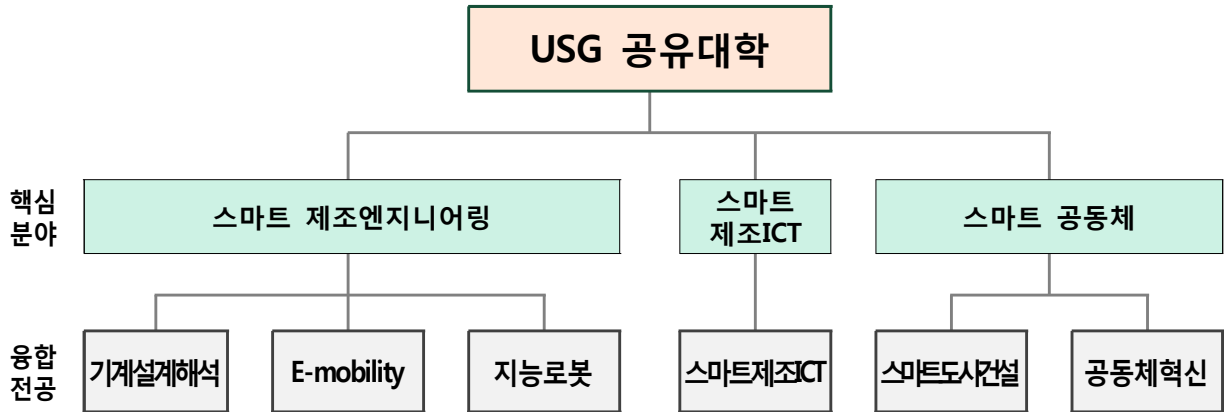 USG 공유대학
핵심
분야
스마트 제조엔지니어링
스마트
제조ICT
스마트 공동체
융합
전공
기계설계해석
E-mobility
지능로봇
스마트제조ICT
스마트도시건설
공동체혁신